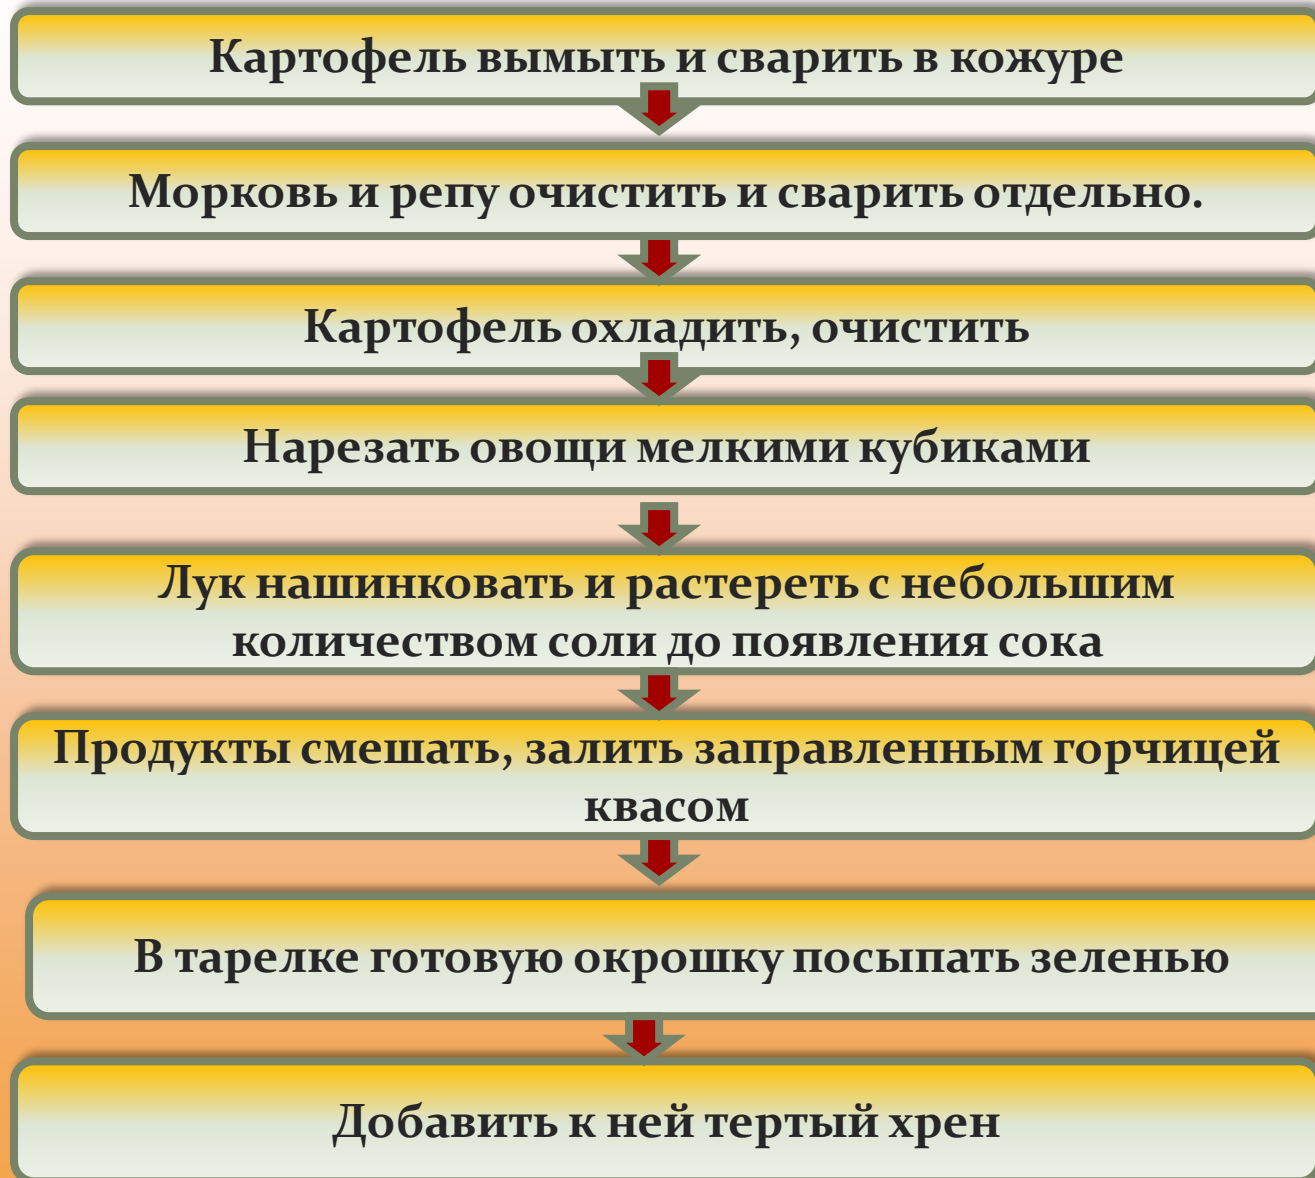 Картофель вымыть и сварить в кожуре
Морковь и репу очистить и сварить отдельно.
Картофель охладить, очистить
Нарезать овощи мелкими кубиками
Лук нашинковать и растереть с небольшим
количеством соли до появления сока
Продукты смешать, залить заправленным горчицей
квасом
В тарелке готовую окрошку посыпать зеленью
Добавить к ней тертый хрен